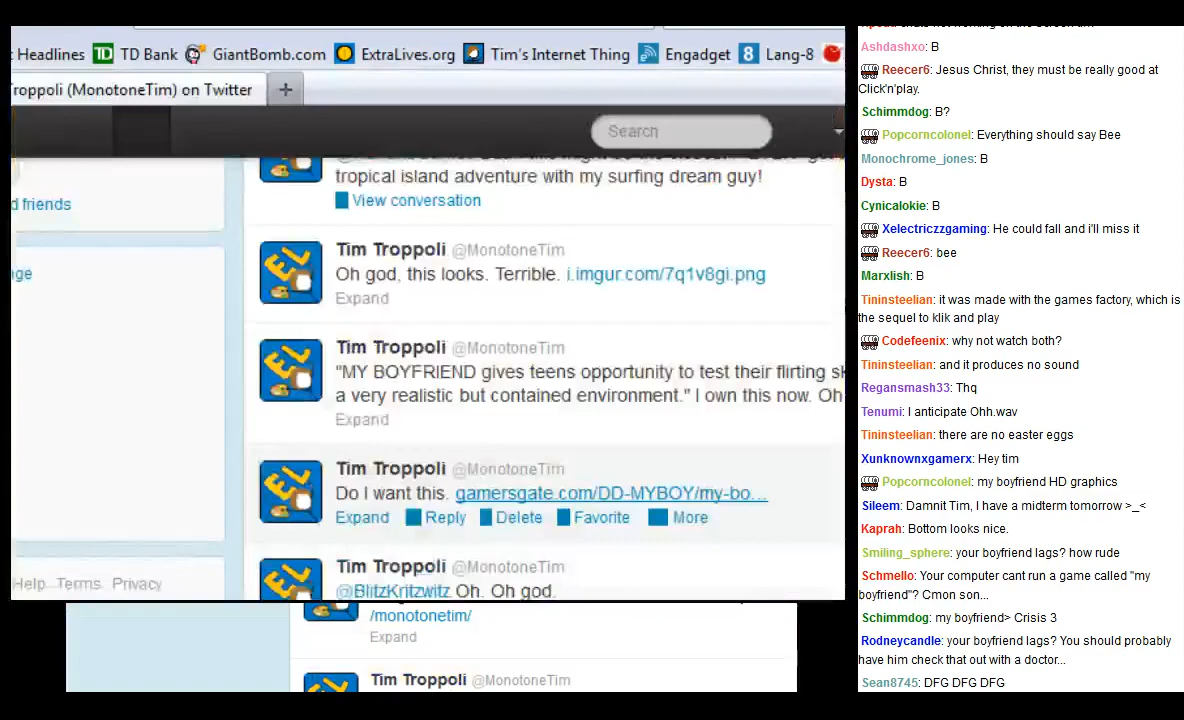 t Headlines TD TD Bank GiantBomb.com ExtraLives.org Tim's Internet Thing Engadget 8 Lang-8
roppoli (MonotoneTim) on Twitter +
Search
tropical island adventure with my surfing dream guy!
View conversation
d friends
Tim Troppoli @MonotoneTim
Oh god, this looks. Terrible. i.imgur.com/7q1v8gi.png
Expand
ge
Tim Troppoli @MonotoneTim
"MY BOYFRIEND gives teens opportunity to test their flirting sk
a very realistic but contained environment." I own this now. Oh
Expand
Tim Troppoli @MonotoneTim
Do I want this. gamersgate.com/DD-MYBOY/my-bo...
Expand Reply Delete Favorite More
Tim Troppoli @MonotoneTim
@BlitzKritzwitz Oh. Oh god.
Help Terms Privacy
/monotonetim/
Expand
Tim Troppoli @MonotoneTim
Ashdashxo: B
Reecer6: Jesus Christ, they must be really good at
Click'n'play.
Schimmdog: B?
Popcorncolonel: Everything should say Bee
Monochrome_jones: B
Dysta: B
Cynicalokie: B
Xelectriczzgaming: He could fall and i'll miss it
Reecer6: bee
Marxlish: B
Tininsteelian: it was made with the games factory, which is
the sequel to klik and play
Codefeenix: why not watch both?
Tininsteelian: and it produces no sound
Regansmash33: Thq
Tenumi: I anticipate Ohh.wav
Tininsteelian: there are no easter eggs
Xunknownxgamerx: Hey tim
Popcorncolonel: my boyfriend HD graphics
Sileem: Damnit Tim, I have a midterm tomorrow >_<
Kaprah: Bottom looks nice.
Smiling_sphere: your boyfriend lags? how rude
Schmello: Your computer cant run a game called "my
boyfriend"? Cmon son...
Schimmdog: my boyfriend> Crisis 3
Rodneycandle: your boyfriend lags? You should probably
have him check that out with a doctor...
Sean8745: DFG DFG DFG